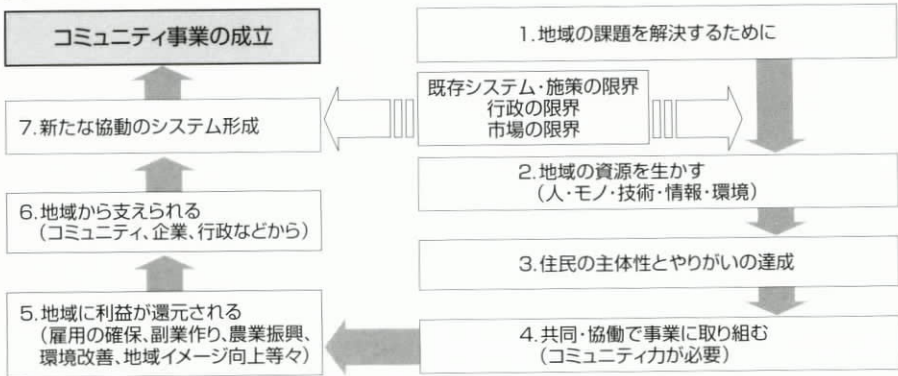 コミュニティ事業の成立
1.地域の課題を解決するために
既存システム・施策の限界
行政の限界
市場の限界
7.新たな協動のシステム形成
2.地域の資源を生かす
(人・モノ・技術・情報・環境)
6.地域から支えられる
(コミュニティ、企業、行政などから)
3.住民の主体性とやりがいの達成
5.地域に利益が還元される
(雇用の確保、副業作り、農業振興、
環境改善、地域イメージ向上等々)
4.共同・協働で事業に取り組む
(コミュニティ力が必要)